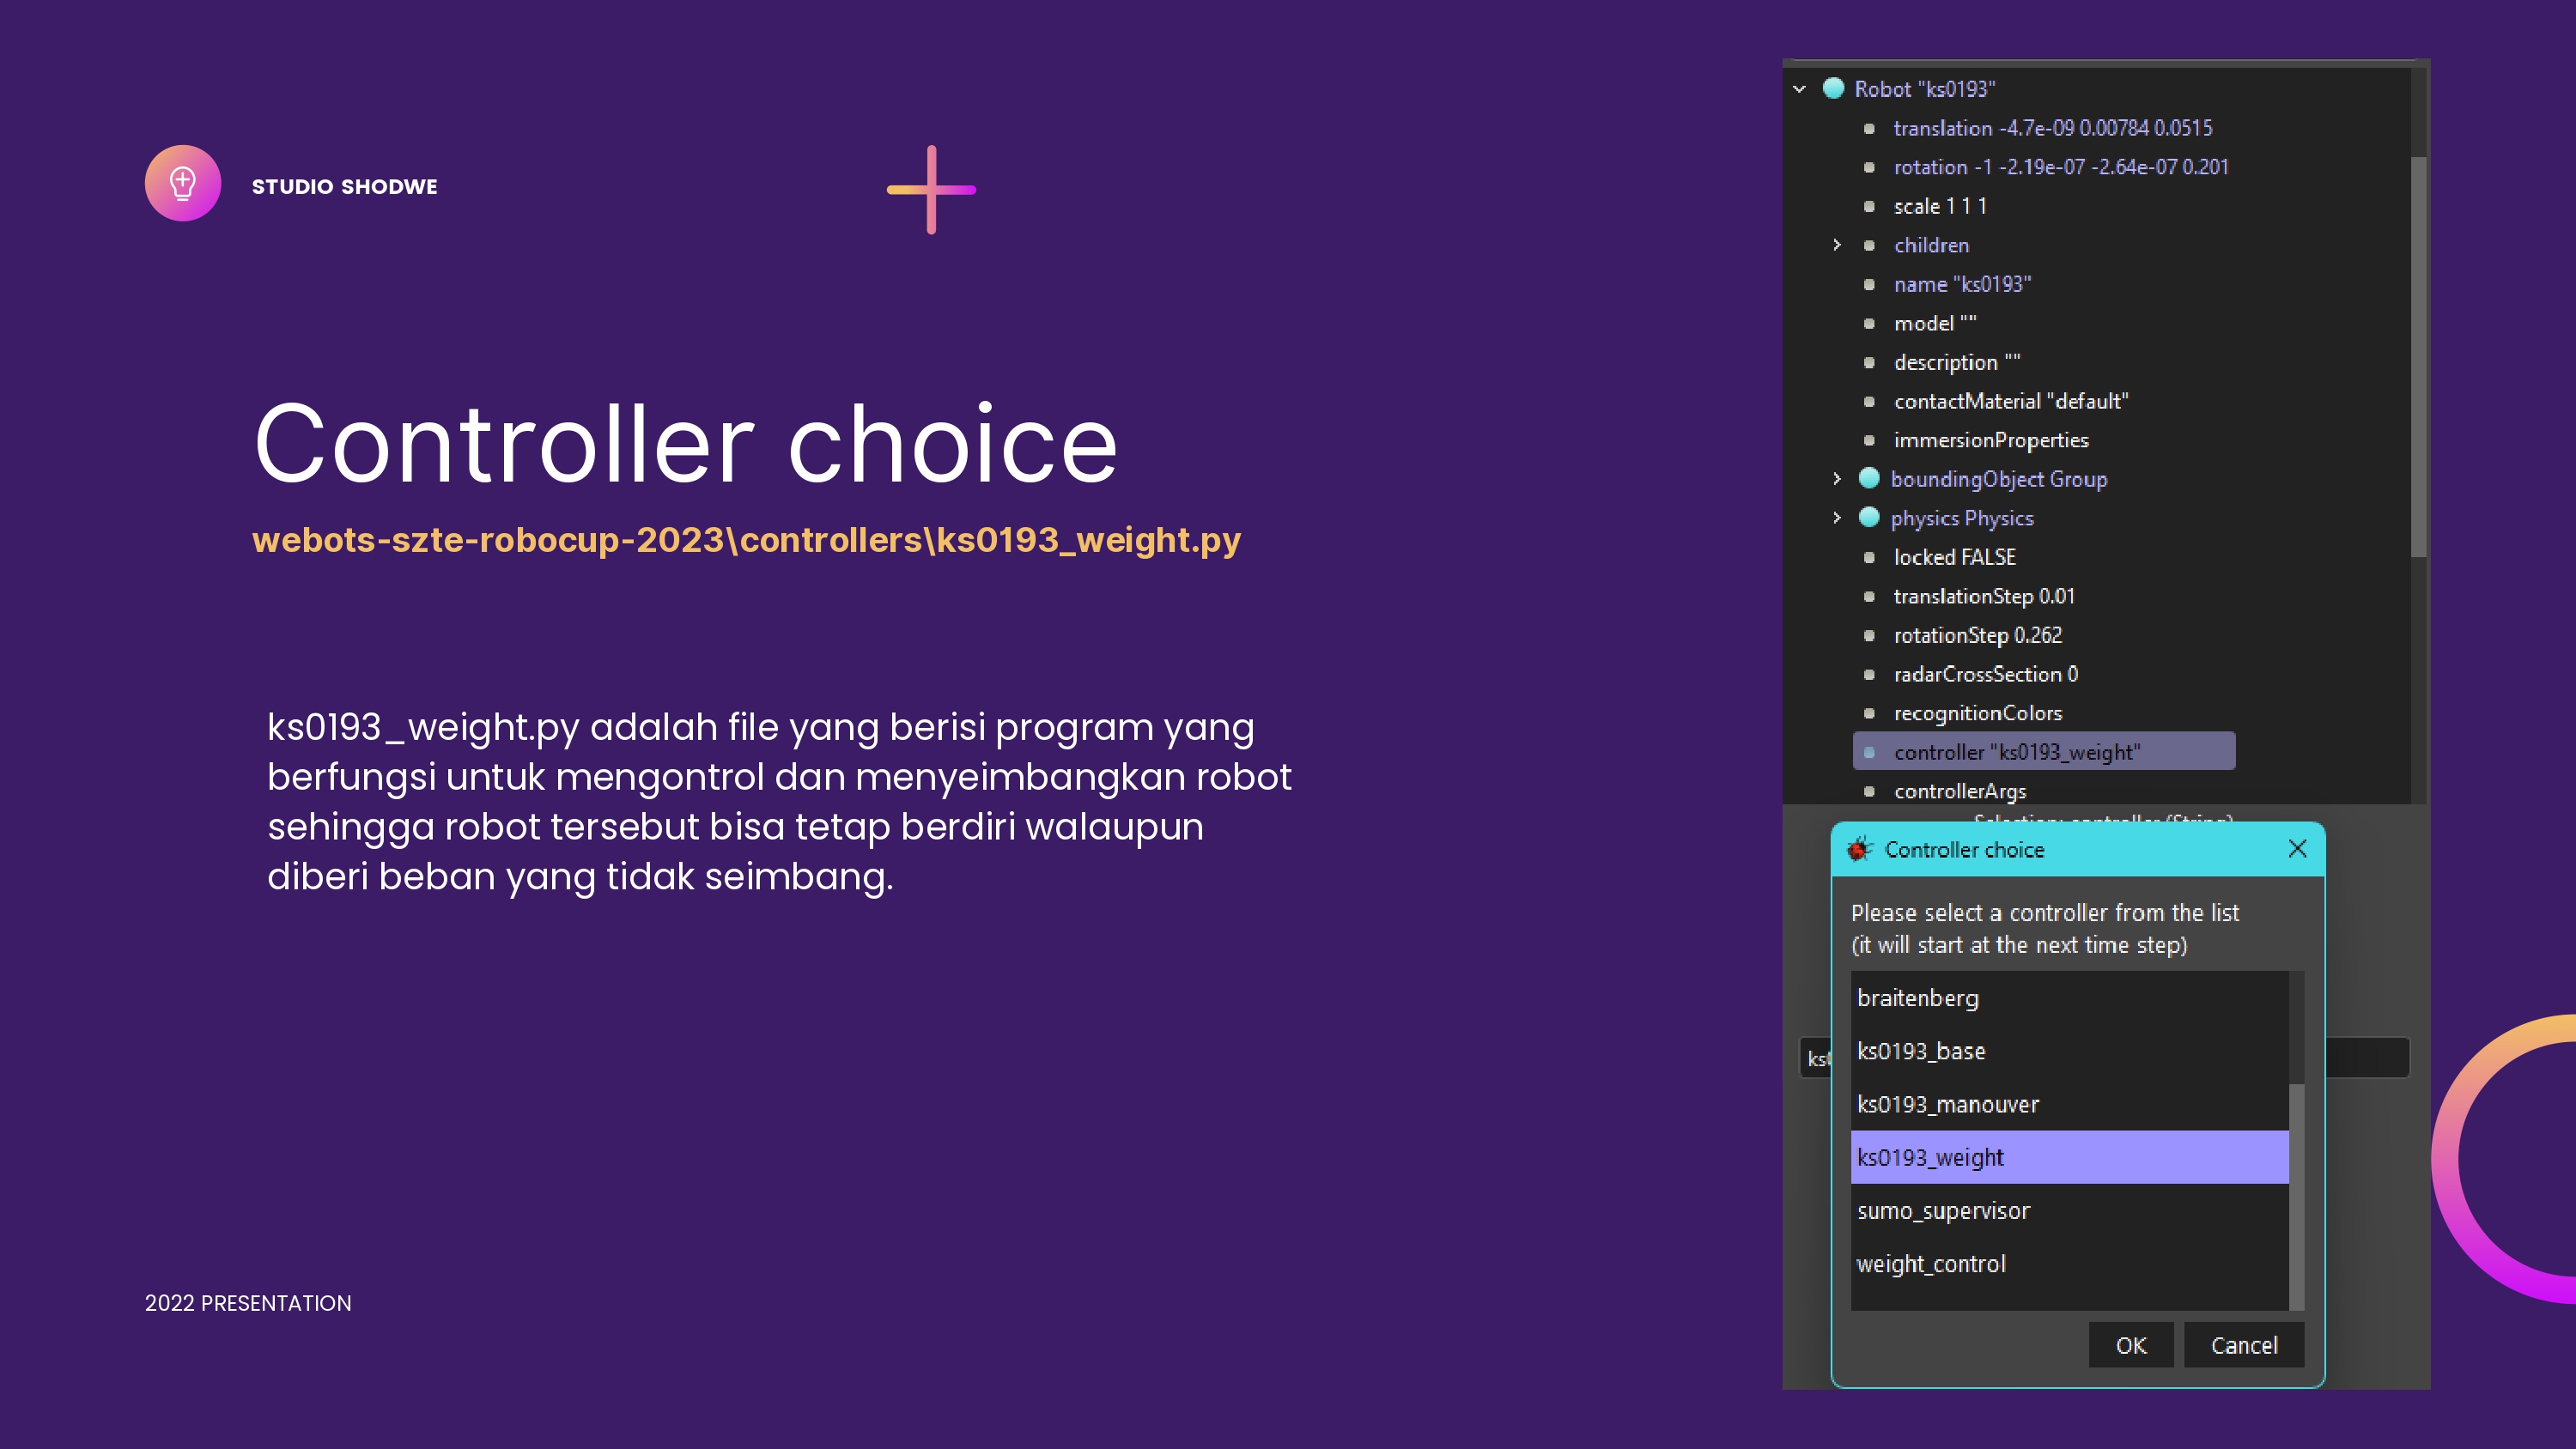 STUDIO SHODWE
Controller choice
webots-szte-robocup-2023\controllers\ks0193_weight.py
ks0193_weight.py adalah file yang berisi program yang
berfungsi untuk mengontrol dan menyeimbangkan robot
sehingga robot tersebut bisa tetap berdiri walaupun
diberi beban yang tidak seimbang.
2022 PRESENTATION
Robot "ks0193"
translation -4.7e-09 0.00784 0.0515
rotation -1 -2.19e-07 -2.64e-07 0.201
scale 1 1 1
children
name "ks0193"
model ""
description ""
contactMaterial "default"
immersionProperties
boundingObject Group
physics Physics
locked FALSE
translationStep 0.01
rotationStep 0.262
radarCrossSection 0
recognitionColors
controller "ks0193_weight"
controllerArgs
Selection: controller (String)
Controller choice
Please select a controller from the list
(it will start at the next time step)
braitenberg
ks0193_base
ks0193_manouver
ks0193_weight
sumo_supervisor
weight_control
OK Cancel